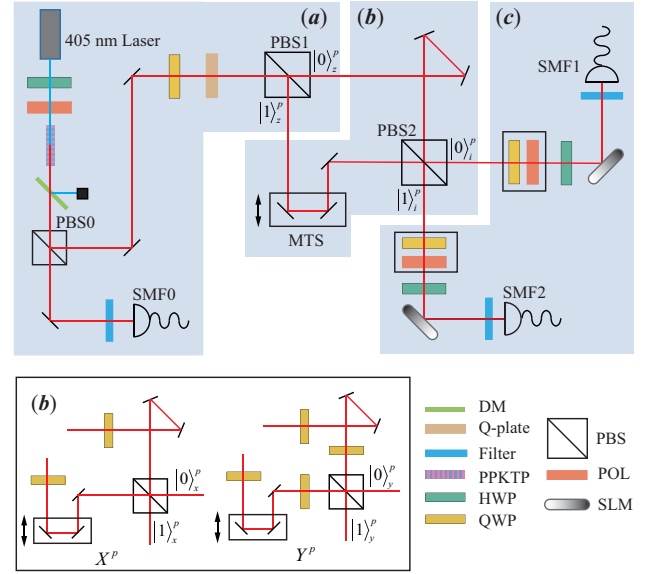 405 nm Laser
(a)
(b)
(c)
PBS1
|0⟩_z^p
|1⟩_z^p
SMF1
Filter
PBS2
|0⟩_i^p
|1⟩_i^p
PBS0
MTS
SMF0
SMF2
(b)
|0⟩_x^p
|1⟩_x^p
X^p
|0⟩_y^p
|1⟩_y^p
Y^p
DM
Q-plate
Filter
PPKTP
HWP
QWP
PBS
POL
SLM